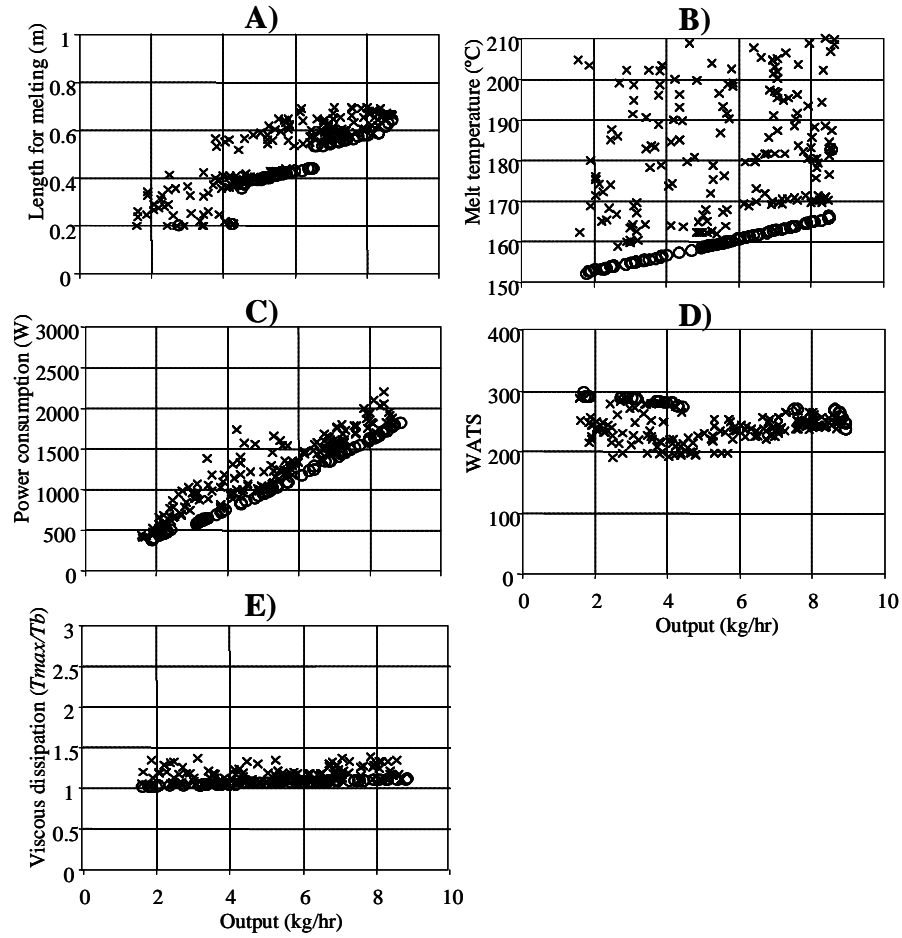 A)
Length for melting (m)
1
0.8
0.6
0.4
0.2
0
B)
Melt temperature (ºC)
210
200
190
180
170
160
150
C)
Power consumption (W)
3000
2500
2000
1500
1000
500
0
D)
WATS
400
300
200
100
0
0 2 4 6 8 10
Output (kg/hr)
E)
Viscous dissipation (Tmax/Tb)
3
2.5
2
1.5
1
0.5
0
0 2 4 6 8 10
Output (kg/hr)